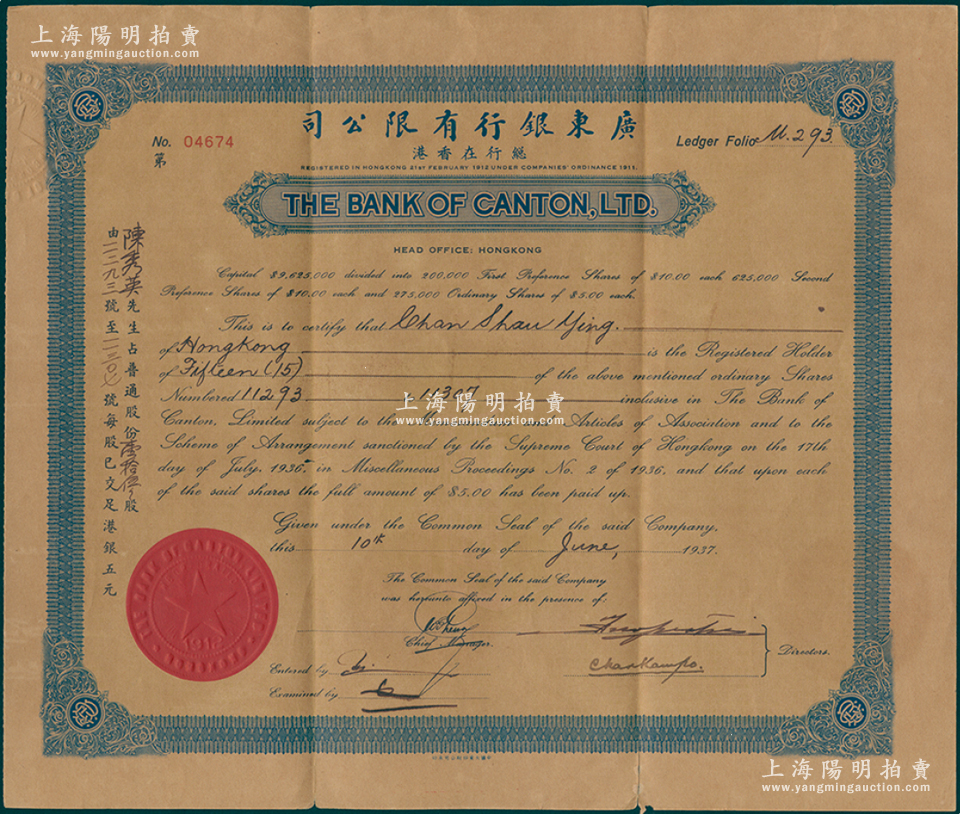 上海陽明拍賣
www.yangmingauction.com
司公限有行銀東廣
港香在行總
No. 04674
第
Ledger Folio M. 293.
REGISTERED IN HONGKONG 21ST FEBRUARY 1912 UNDER COMPANIES' ORDINANCE 1911.
THE BANK OF CANTON, LTD.
HEAD OFFICE: HONGKONG
Capital $9,625,000 divided into 200,000 First Preference Shares of $10.00 each 625,000 Second
Preference Shares of $10.00 each and 275,000 Ordinary Shares of $5.00 each.
This is to certify that Chan Shau Ying.
of Hongkong is the Registered Holder
of Fifteen (15) of the above mentioned ordinary Shares
Numbered 111293 11307 inclusive in The Bank of
上海陽明拍賣
www.yangmingauction.com
Canton, Limited subject to the Articles of Association and to the
Scheme of Arrangement sanctioned by the Supreme Court of Hongkong on the 17th
day of July, 1936 in Miscellaneous Proceedings No. 2 of 1936, and that upon each
of the said shares the full amount of $5.00 has been paid up.
Given under the Common Seal of the said Company,
this 10th day of June, 1937.
The Common Seal of the said Company
was hereunto affixed in the presence of:
Chief Manager.
Directors.
Entered by
Examined by
陳秀英先生占普通股份壹拾伍股
由一一二九三號至一一三〇七號每股已交足港銀五元
上海陽明拍賣
www.yangmingauction.com